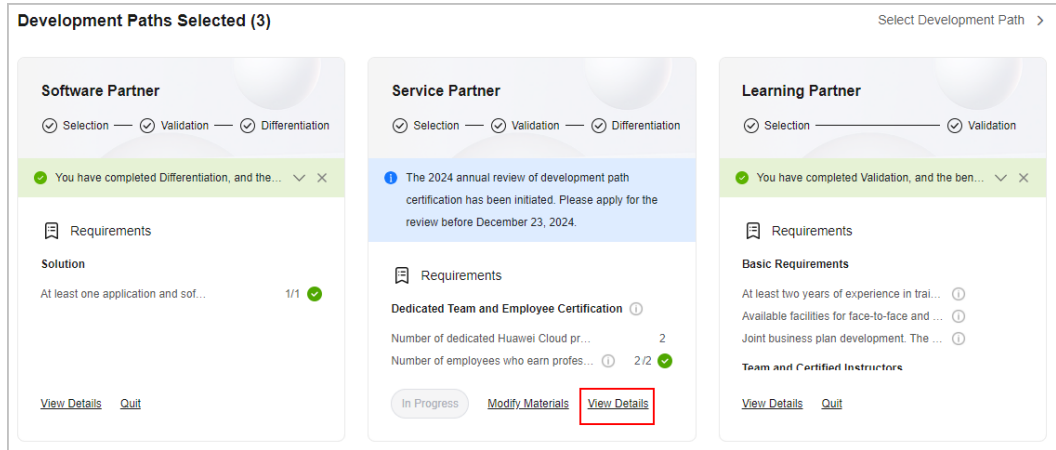 Development Paths Selected (3)
Select Development Path
Software Partner
Selection
Validation
Differentiation
You have completed Differentiation, and the...
Requirements
Solution
At least one application and sof...
1/1
View Details
Quit
Service Partner
Selection
Validation
Differentiation
The 2024 annual review of development path
certification has been initiated. Please apply for the
review before December 23, 2024.
Requirements
Dedicated Team and Employee Certification
Number of dedicated Huawei Cloud pr...
2
Number of employees who earn profes...
2/2
In Progress
Modify Materials
View Details
Learning Partner
Selection
Validation
You have completed Validation, and the ben...
Requirements
Basic Requirements
At least two years of experience in trai...
Available facilities for face-to-face and ...
Joint business plan development. The ...
Team and Certified Instructors
View Details
Quit